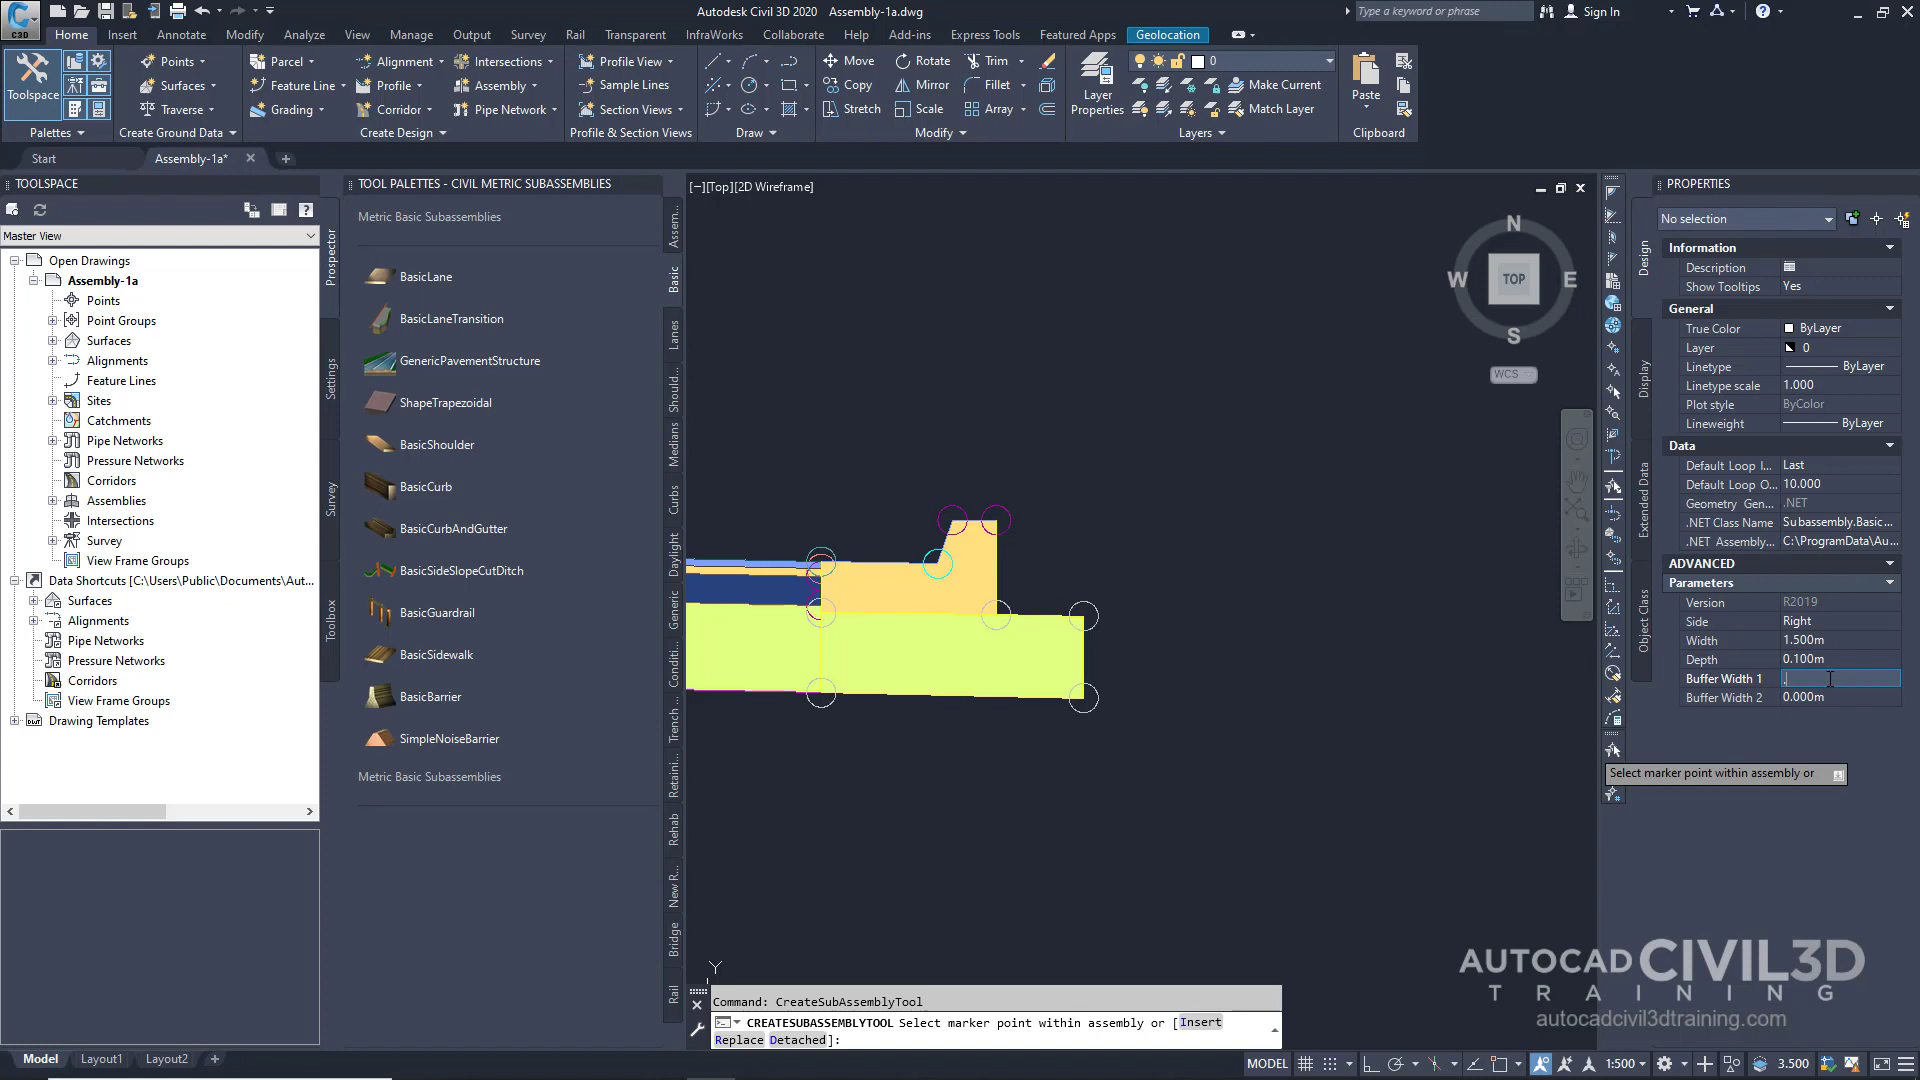 C3D
Autodesk Civil 3D 2020 Assembly-1a.dwg
Type a keyword or phrase
Sign In
Home Insert Annotate Modify Analyze View Manage Output Survey Rail Transparent InfraWorks Collaborate Help Add-ins Express Tools Featured Apps Geolocation
Toolspace
Points
Surfaces
Traverse
Parcel
Feature Line
Grading
Alignment
Profile
Corridor
Intersections
Assembly
Pipe Network
Profile View
Sample Lines
Section Views
Move
Copy
Stretch
Rotate
Mirror
Scale
Trim
Fillet
Array
Layer
Properties
0
Make Current
Match Layer
Paste
Palettes
Create Ground Data
Create Design
Profile & Section Views
Draw
Modify
Layers
Clipboard
Start
Assembly-1a*
TOOLSPACE
Master View
Open Drawings
Assembly-1a
Points
Point Groups
Surfaces
Alignments
Feature Lines
Sites
Catchments
Pipe Networks
Pressure Networks
Corridors
Assemblies
Intersections
Survey
View Frame Groups
Data Shortcuts [C:\Users\Public\Documents\Aut...
Surfaces
Alignments
Pipe Networks
Pressure Networks
Corridors
View Frame Groups
Drawing Templates
Prospector
Settings
Survey
Toolbox
TOOL PALETTES - CIVIL METRIC SUBASSEMBLIES
Metric Basic Subassemblies
BasicLane
BasicLaneTransition
GenericPavementStructure
ShapeTrapezoidal
BasicShoulder
BasicCurb
BasicCurbAndGutter
BasicSideSlopeCutDitch
BasicGuardrail
BasicSidewalk
BasicBarrier
SimpleNoiseBarrier
Metric Basic Subassemblies
Assem...
Basic
Lanes
Should...
Medians
Curbs
Daylight
Generic
Conditi...
Trench ...
Retaini...
Rehab
New R...
Bridge
Rail
[−][Top][2D Wireframe]
N
W TOP E
S
WCS
Y
PROPERTIES
No selection
Design
Display
Extended Data
Object Class
Information
Description
Show Tooltips Yes
General
True Color ByLayer
Layer 0
Linetype ByLayer
Linetype scale 1.000
Plot style ByColor
Lineweight ByLayer
Data
Default Loop I... Last
Default Loop O... 10.000
Geometry Gen... .NET
.NET Class Name Subassembly.Basic...
.NET Assembly... C:\ProgramData\Au...
ADVANCED
Parameters
Version R2019
Side Right
Width 1.500m
Depth 0.100m
Buffer Width 1 .
Buffer Width 2 0.000m
Select marker point within assembly or
Command: CreateSubAssemblyTool
CREATESUBASSEMBLYTOOL Select marker point within assembly or [Insert
Replace Detached]:
AUTOCAD CIVIL3D
TRAINING
autocadcivil3dtraining.com
Model Layout1 Layout2
MODEL
1:500
3.500